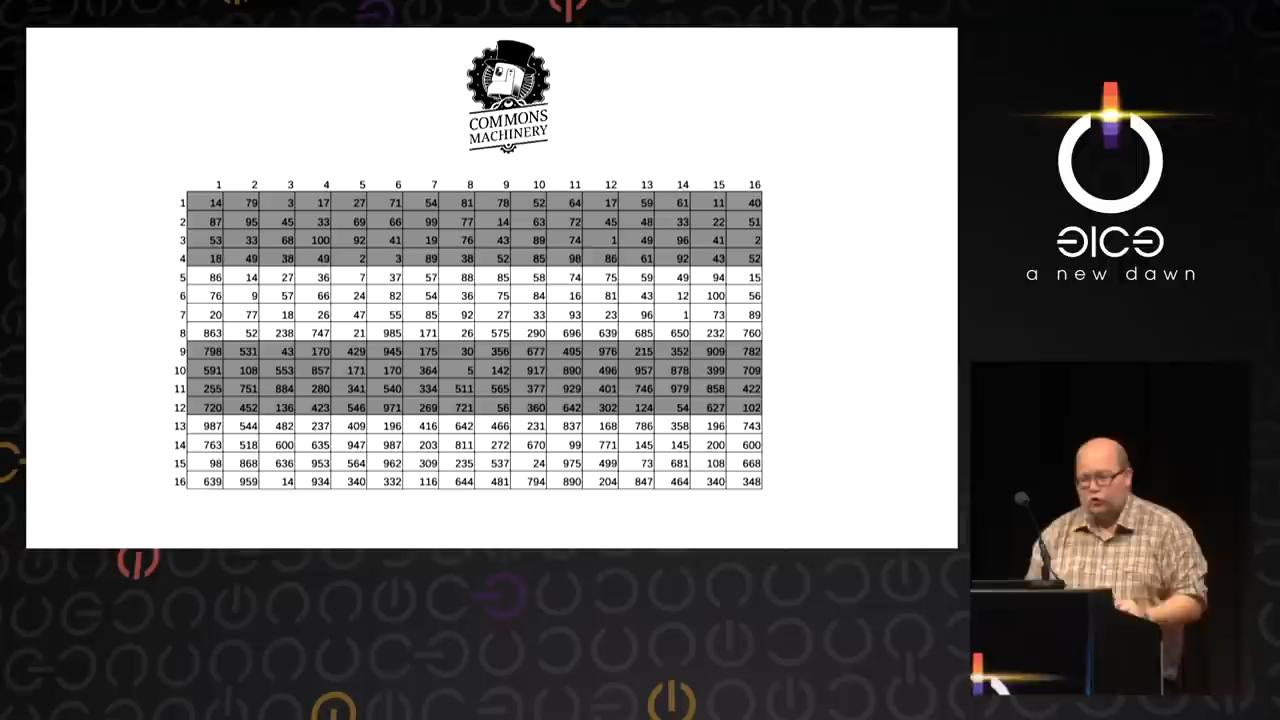 COMMONS
MACHINERY
1 2 3 4 5 6 7 8 9 10 11 12 13 14 15 16
1 14 79 3 17 27 71 54 81 78 52 64 17 59 61 11 40
2 87 95 45 33 69 66 99 77 14 63 72 45 48 33 22 51
3 53 33 68 100 92 41 19 76 43 89 74 1 49 96 41 2
4 18 49 38 49 2 3 89 38 52 85 98 86 61 92 43 52
5 86 14 27 36 7 37 57 88 85 58 74 75 59 49 94 15
6 76 9 57 66 24 82 54 36 75 84 16 81 43 12 100 56
7 20 77 18 26 47 55 85 92 27 33 93 23 96 1 73 89
8 863 52 238 747 21 985 171 26 575 290 696 639 685 650 232 760
9 798 531 43 170 429 945 175 30 356 677 495 976 215 352 909 782
10 591 108 553 857 171 170 364 5 142 917 890 496 957 878 399 709
11 255 751 884 280 341 540 334 511 565 377 929 401 746 979 858 422
12 720 452 136 423 546 971 269 721 56 360 642 302 124 54 627 102
13 987 544 482 237 409 196 416 642 466 231 837 168 786 358 196 743
14 763 518 600 635 947 987 203 811 272 670 99 771 145 145 200 600
15 98 868 636 953 564 962 309 235 537 24 975 499 73 681 108 668
16 639 959 14 934 340 332 116 644 481 794 890 204 847 464 340 348
a new dawn